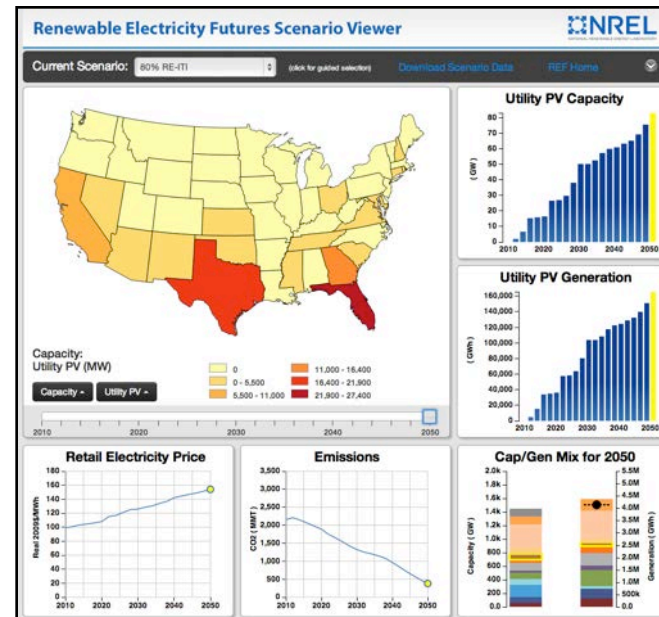 Renewable Electricity Futures Scenario Viewer
NREL
NATIONAL RENEWABLE ENERGY LABORATORY
Current Scenario: 80% RE-ITI (click for guided selection) Download Scenario Data REF Home
Capacity:
Utility PV (MW)
0
0 - 5,500
5,500 - 11,000
11,000 - 16,400
16,400 - 21,900
21,900 - 27,400
Capacity Utility PV
2010 2020 2030 2040 2050
Utility PV Capacity
( GW )
80
70
60
50
40
30
20
10
0
2012 2020 2030 2040 2050
Utility PV Generation
( GWh )
160,000
140,000
120,000
100,000
80,000
60,000
40,000
20,000
0
2010 2020 2030 2040 2050
Retail Electricity Price
Real 2009$/MWh
180
160
140
120
100
80
60
40
20
0
2010 2020 2030 2040 2050
Emissions
CO2 ( MMT )
3,500
3,000
2,500
2,000
1,500
1,000
500
0
2010 2020 2030 2040 2050
Cap/Gen Mix for 2050
Capacity ( GW )
2.0k
1.8k
1.6k
1.4k
1.2k
1.0k
800
600
400
200
0.0
5.5M
5.0M
4.5M
4.0M
3.5M
3.0M
2.5M
2.0M
1.5M
1.0M
500k
0.0
Generation ( GWh )